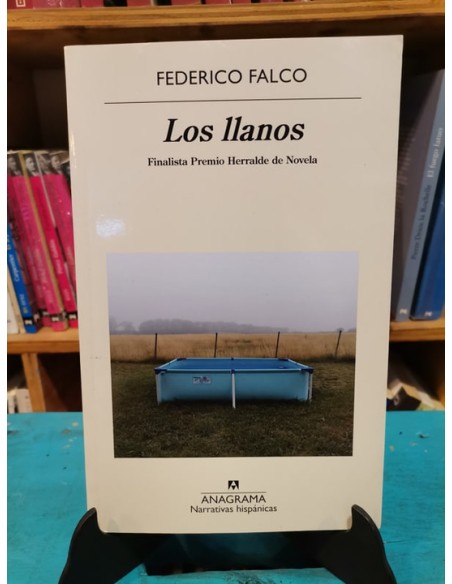 FEDERICO FALCO
Los llanos
Finalista Premio Herralde de Novela
ANAGRAMA
Narrativas hispánicas